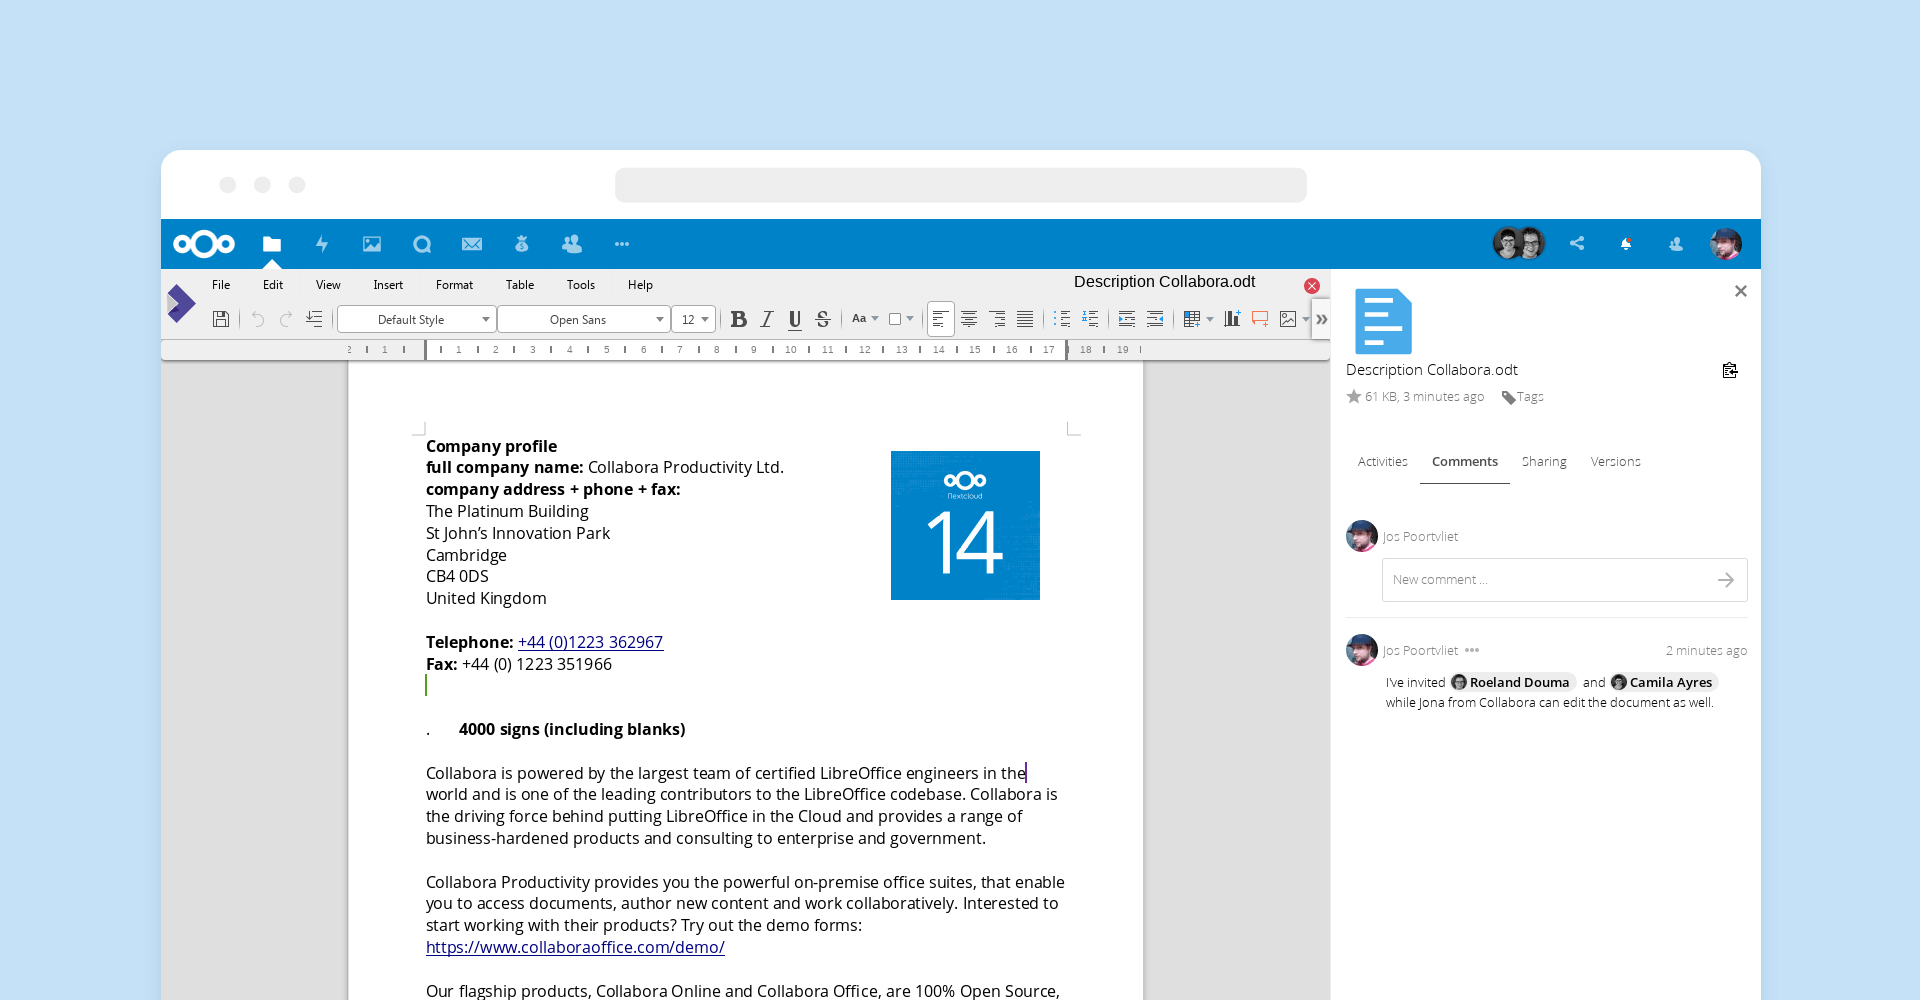 File Edit View Insert Format Table Tools Help Description Collabora.odt
Default Style Open Sans 12 B I U S Aa
2 1 1 2 3 4 5 6 7 8 9 10 11 12 13 14 15 16 17 18 19
Company profile
full company name: Collabora Productivity Ltd.
company address + phone + fax:
The Platinum Building
St John’s Innovation Park
Cambridge
CB4 0DS
United Kingdom
Telephone: +44 (0)1223 362967
Fax: +44 (0) 1223 351966
Nextcloud
14
. 4000 signs (including blanks)
Collabora is powered by the largest team of certified LibreOffice engineers in the
world and is one of the leading contributors to the LibreOffice codebase. Collabora is
the driving force behind putting LibreOffice in the Cloud and provides a range of
business-hardened products and consulting to enterprise and government.
Collabora Productivity provides you the powerful on-premise office suites, that enable
you to access documents, author new content and work collaboratively. Interested to
start working with their products? Try out the demo forms:
https://www.collaboraoffice.com/demo/
Our flagship products, Collabora Online and Collabora Office, are 100% Open Source,
Description Collabora.odt
61 KB, 3 minutes ago Tags
Activities Comments Sharing Versions
Jos Poortvliet
New comment ...
Jos Poortvliet 2 minutes ago
I've invited Roeland Douma and Camila Ayres
while Jona from Collabora can edit the document as well.